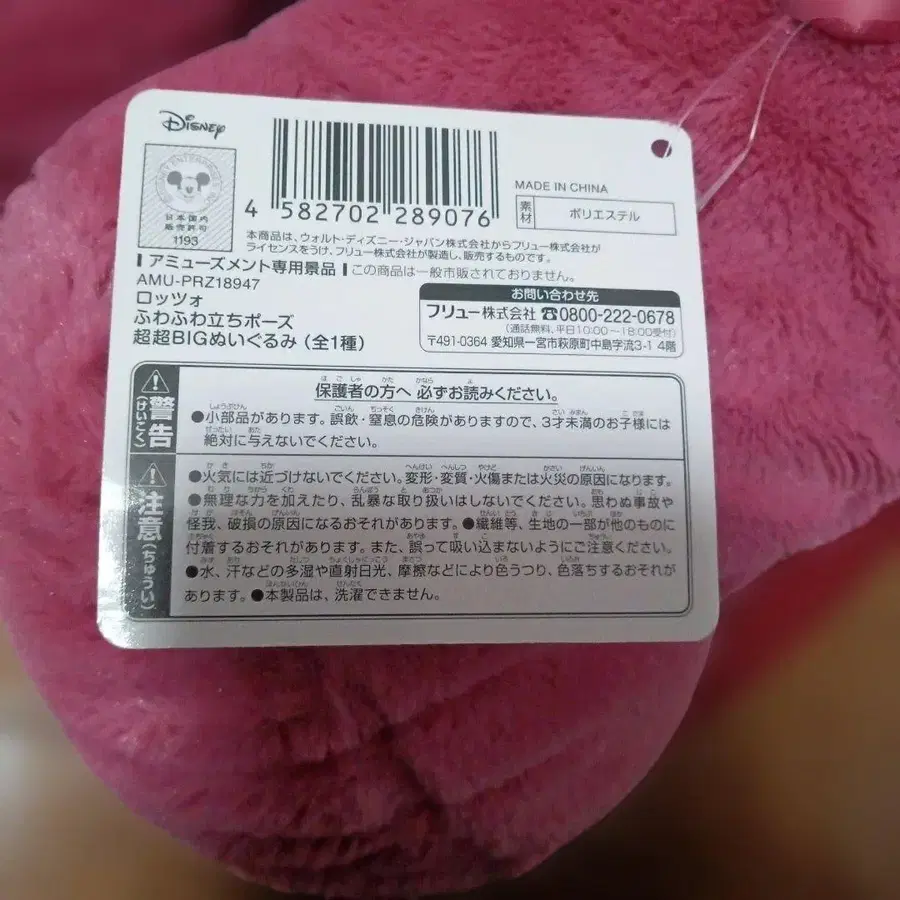 Disney
日本国内
販売許可
1193
4 582702 289076
MADE IN CHINA
素材
ポリエステル
本商品は、ウォルト・ディズニー・ジャパン株式会社からフリュー株式会社が
ライセンスをうけ、フリュー株式会社が製造し、販売するものです。
アミューズメント専用景品 この商品は一般市販されておりません。
AMU-PRZ18947
ロッツォ
ふわふわ立ちポーズ
超超BIGぬいぐるみ(全1種)
お問い合わせ先
フリュー株式会社 ☎0800-222-0678
(通話無料、平日10:00~18:00受付)
〒491-0364 愛知県一宮市萩原町中島字流3-1 4階
警告
(けいこく)
保護者の方へ 必ずお読みください。
●小部品があります。誤飲・窒息の危険がありますので、3才未満のお子様には
絶対に与えないでください。
注意
(ちゅうい)
●火気には近づけないでください。変形・変質・火傷または火災の原因になります。
●無理な力を加えたり、乱暴な取り扱いはしないでください。思わぬ事故や
怪我、破損の原因になるおそれがあります。●繊維等、生地の一部が他のものに
付着するおそれがあります。また、誤って吸い込まないようにご注意ください。
●水、汗などの多湿や直射日光、摩擦などにより色うつり、色落ちするおそれが
あります。●本製品は、洗濯できません。